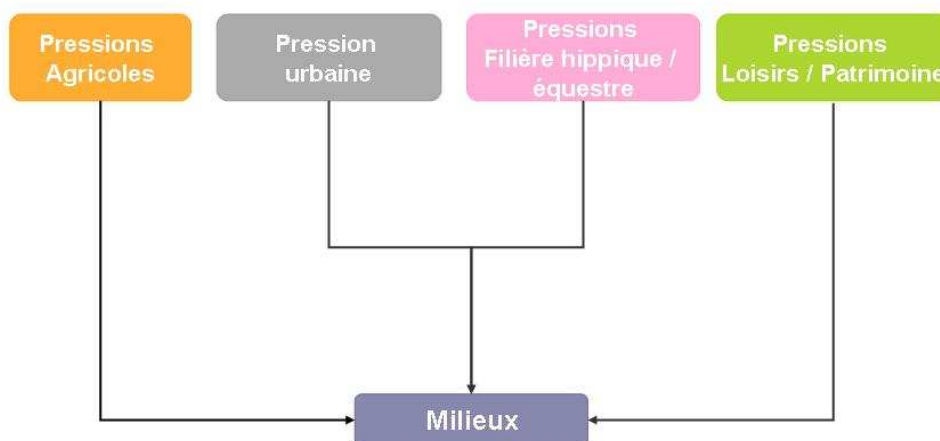 Pressions
Agricoles
Pression
urbaine
Pressions
Filière hippique /
équestre
Pressions
Loisirs / Patrimoine
Milieux